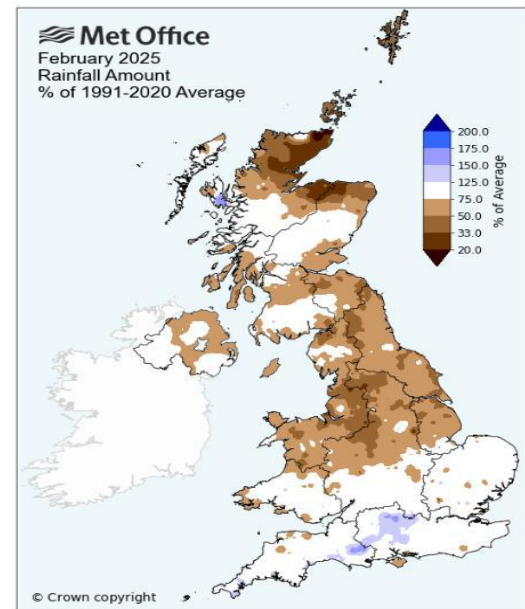 Met Office
February 2025
Rainfall Amount
% of 1991-2020 Average
200.0
175.0
150.0
125.0
75.0
50.0
33.0
20.0
% of Average
© Crown copyright